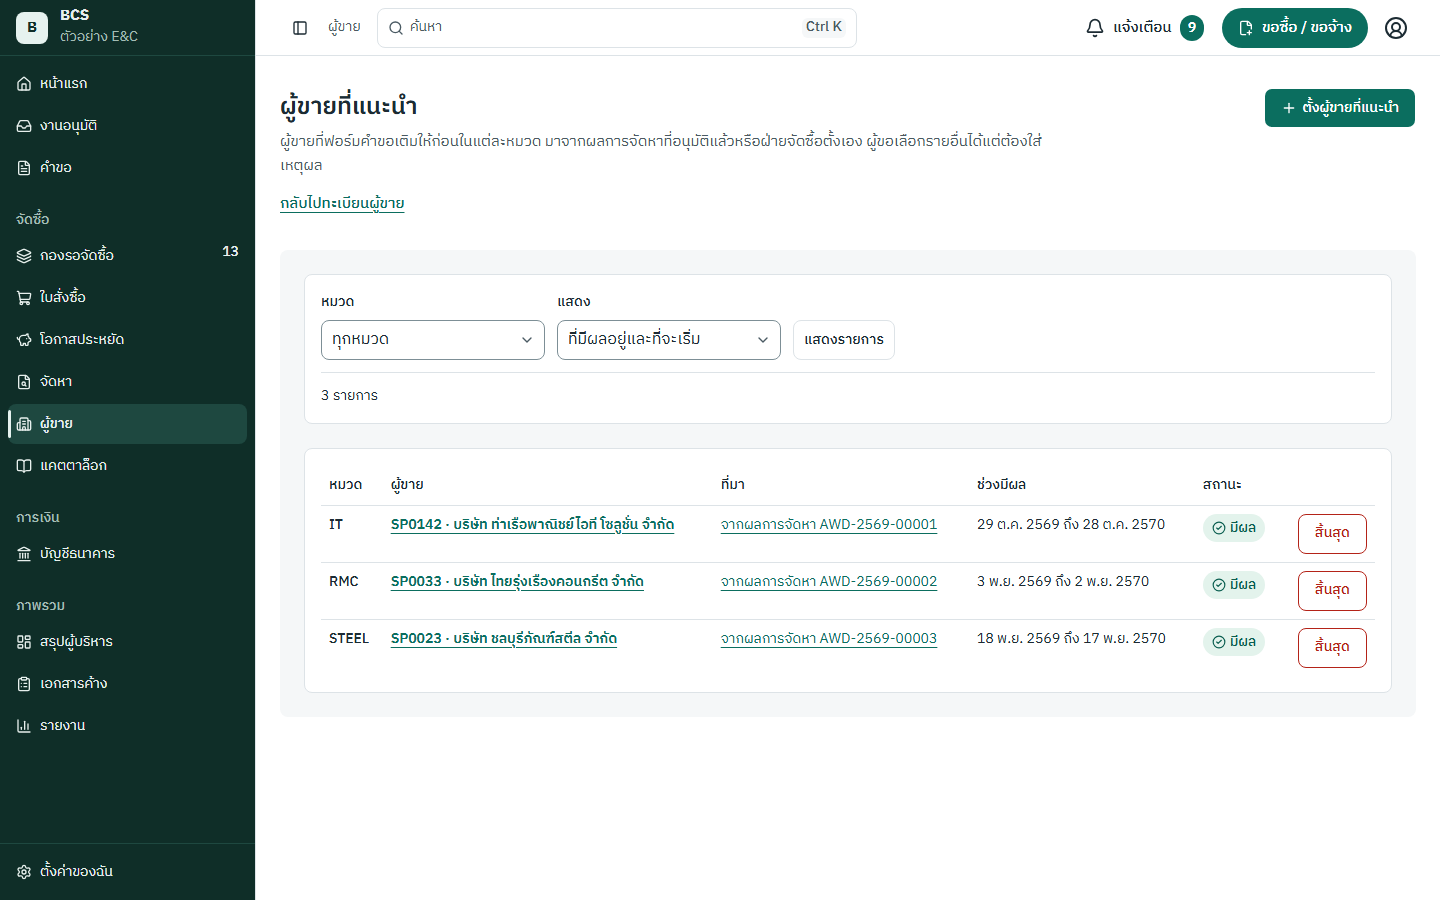 B
BCS
ตัวอย่าง E&C
หน้าแรก
งานอนุมัติ
คำขอ
จัดซื้อ
กองรอจัดซื้อ 13
ใบสั่งซื้อ
โอกาสประหยัด
จัดหา
ผู้ขาย
แคตตาล็อก
การเงิน
บัญชีธนาคาร
ภาพรวม
สรุปผู้บริหาร
เอกสารค้าง
รายงาน
ตั้งค่าของฉัน
ผู้ขาย ค้นหา Ctrl K แจ้งเตือน 9 ขอซื้อ / ขอจ้าง
ผู้ขายที่แนะนำ
+ ตั้งผู้ขายที่แนะนำ
ผู้ขายที่ฟอร์มคำขอเติมให้ก่อนในแต่ละหมวด มาจากผลการจัดหาที่อนุมัติแล้วหรือฝ่ายจัดซื้อตั้งเอง ผู้ขอเลือกรายอื่นได้แต่ต้องใส่
เหตุผล
กลับไปทะเบียนผู้ขาย
หมวด แสดง
ทุกหมวด ที่มีผลอยู่และที่จะเริ่ม แสดงรายการ
3 รายการ
หมวด ผู้ขาย ที่มา ช่วงมีผล สถานะ
IT SP0142 · บริษัท ท่าเรือพาณิชย์ไอที โซลูชั่น จำกัด จากผลการจัดหา AWD-2569-00001 29 ต.ค. 2569 ถึง 28 ต.ค. 2570 มีผล สิ้นสุด
RMC SP0033 · บริษัท ไทยรุ่งเรืองคอนกรีต จำกัด จากผลการจัดหา AWD-2569-00002 3 พ.ย. 2569 ถึง 2 พ.ย. 2570 มีผล สิ้นสุด
STEEL SP0023 · บริษัท ชลบุรีภัณฑ์สตีล จำกัด จากผลการจัดหา AWD-2569-00003 18 พ.ย. 2569 ถึง 17 พ.ย. 2570 มีผล สิ้นสุด